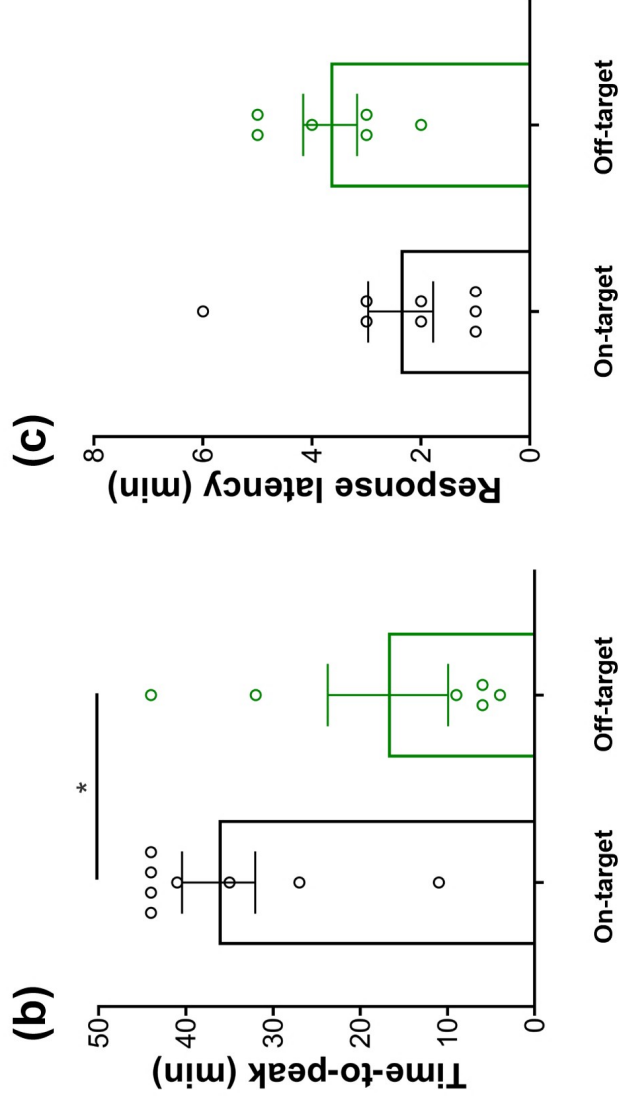 (b)
Time-to-peak (min)
50
40
30
20
10
0
*
On-target
Off-target
(c)
Response latency (min)
8
6
4
2
0
On-target
Off-target